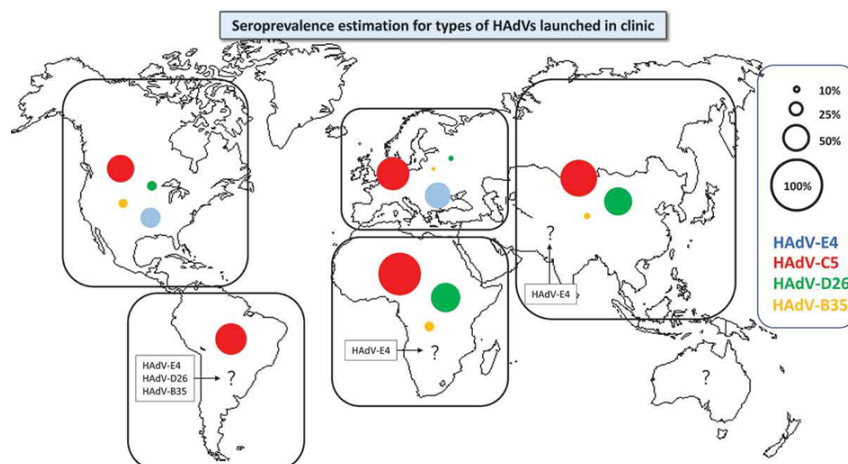 Seroprevalence estimation for types of HAdVs launched in clinic
10%
25%
50%
100%
HAdV-E4
HAdV-C5
HAdV-D26
HAdV-B35
?
HAdV-E4
HAdV-E4
?
HAdV-E4
HAdV-D26
HAdV-B35
?
?